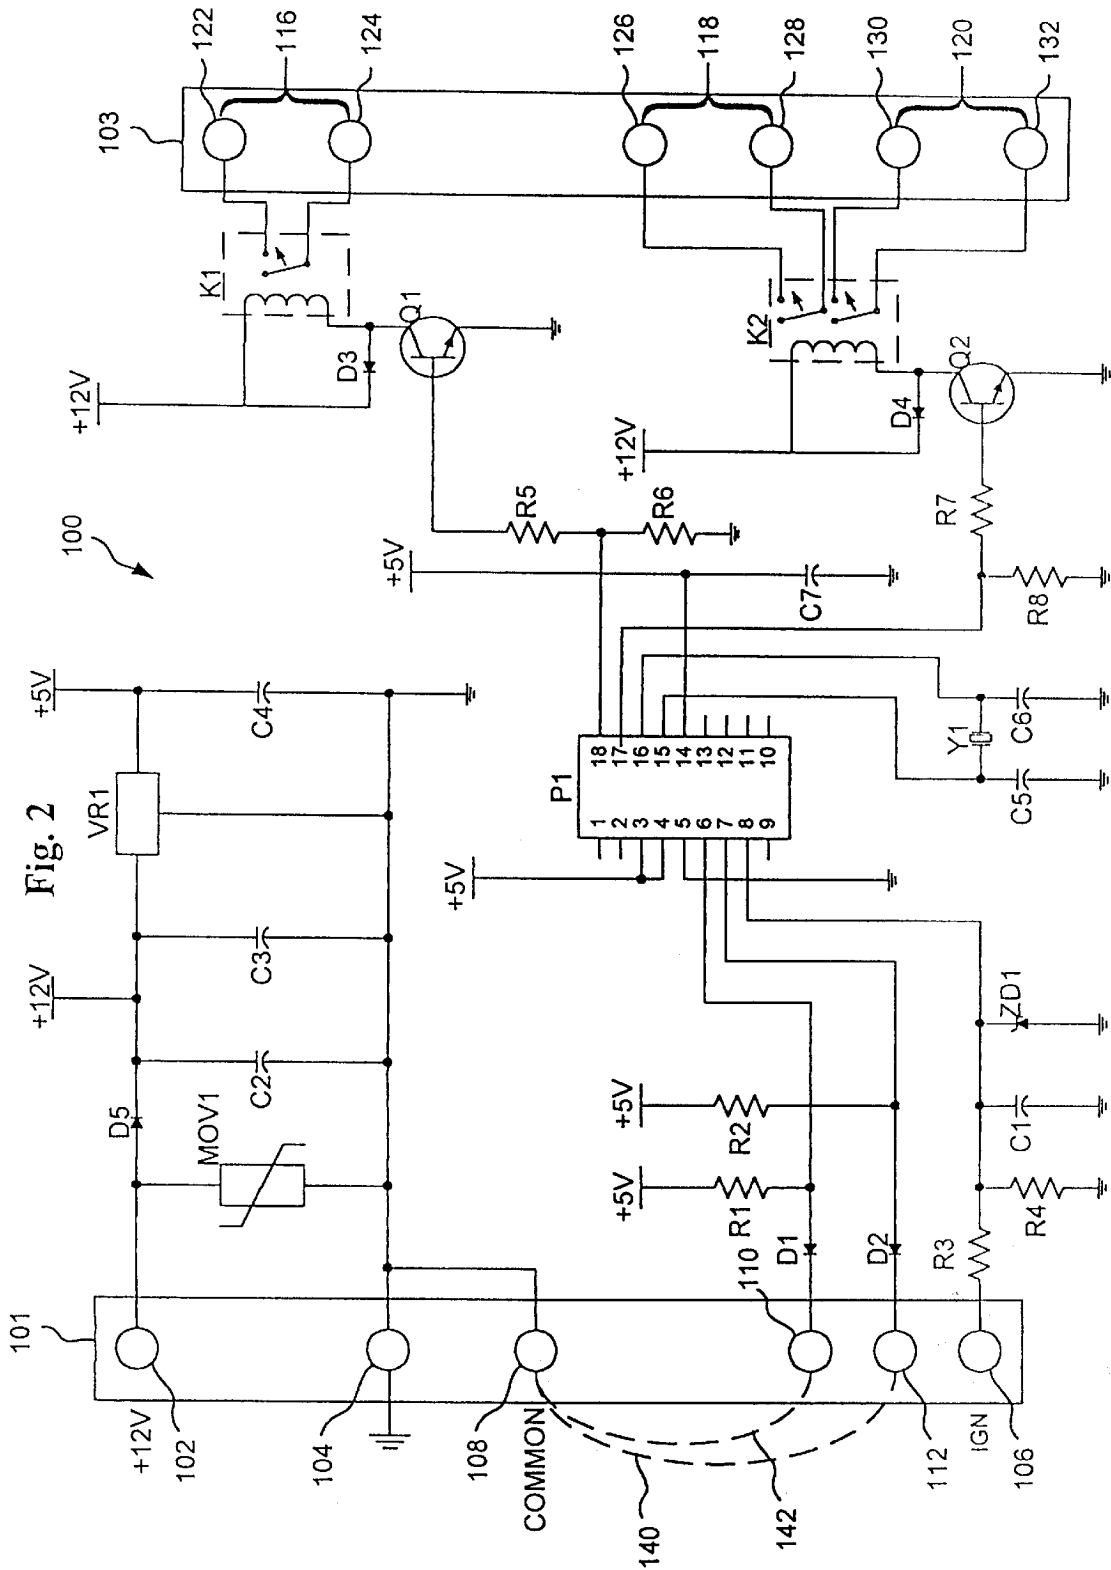 Fig. 2
100
101
+12V
102
104
108
COMMON
140
142
110
112
IGN
106
D5
MOV1
C2
+12V
C3
VR1
+5V
C4
+5V
R1
+5V
R2
D1
D2
R3
R4
C1
ZD1
+5V
P1
1
2
3
4
5
6
7
8
9
18
17
16
15
14
13
12
11
10
C5
Y1
C6
+5V
C7
R5
R6
R7
R8
+12V
D3
Q1
K1
+12V
D4
Q2
K2
103
122
116
124
126
118
128
130
120
132